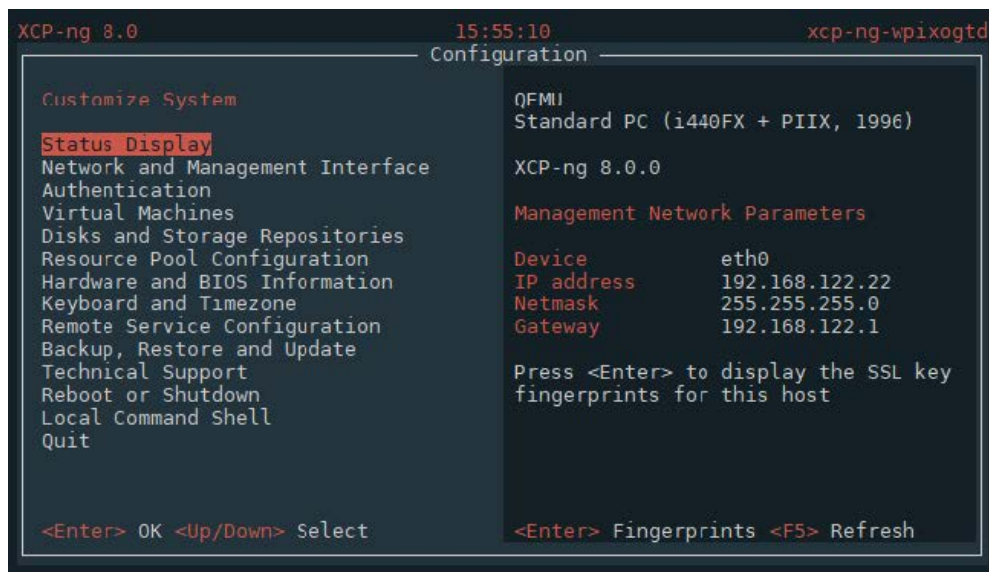 XCP-ng 8.0 15:55:10 xcp-ng-wpixogtd
Configuration
Customize System
Status Display
Network and Management Interface
Authentication
Virtual Machines
Disks and Storage Repositories
Resource Pool Configuration
Hardware and BIOS Information
Keyboard and Timezone
Remote Service Configuration
Backup, Restore and Update
Technical Support
Reboot or Shutdown
Local Command Shell
Quit
<Enter> OK <Up/Down> Select
QEMU
Standard PC (i440FX + PIIX, 1996)
XCP-ng 8.0.0
Management Network Parameters
Device eth0
IP address 192.168.122.22
Netmask 255.255.255.0
Gateway 192.168.122.1
Press <Enter> to display the SSL key
fingerprints for this host
<Enter> Fingerprints <F5> Refresh